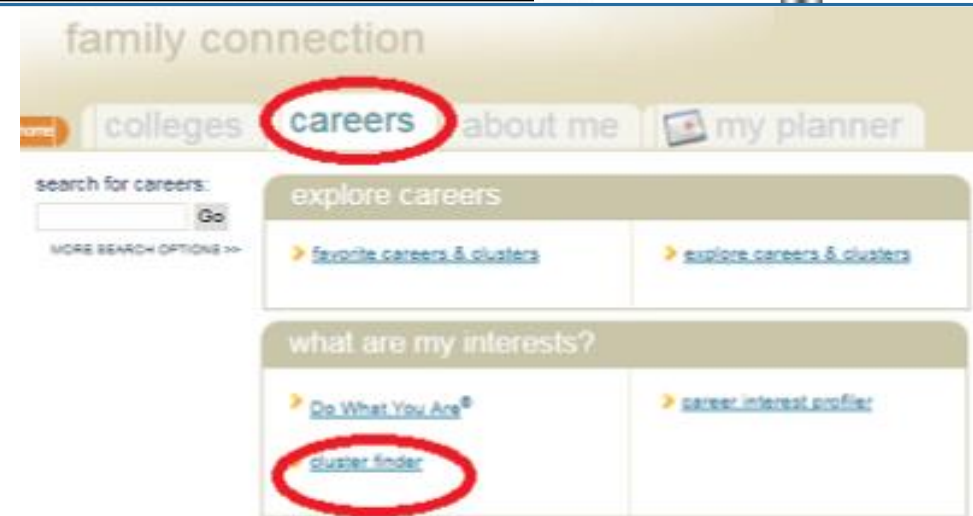 family connection
home colleges careers about me my planner
search for careers:
Go
MORE SEARCH OPTIONS >>
explore careers
favorite careers & clusters explore careers & clusters
what are my interests?
Do What You Are® career interest profiler
cluster finder